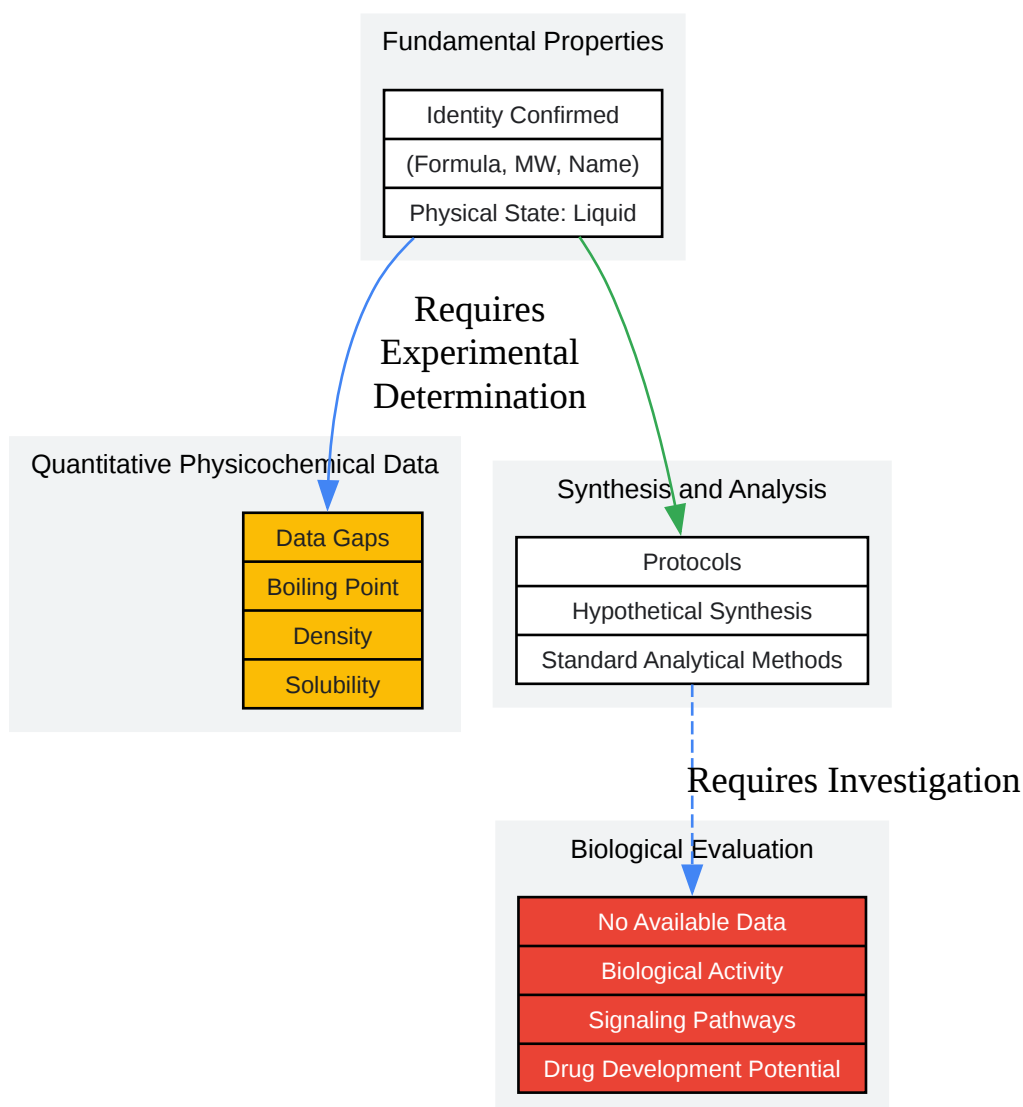 Fundamental Properties
Identity Confirmed
(Formula, MW, Name)
Physical State: Liquid
Requires
Experimental
Determination
Quantitative Physicochemical Data
Data Gaps
Boiling Point
Density
Solubility
Synthesis and Analysis
Protocols
Hypothetical Synthesis
Standard Analytical Methods
Requires Investigation
Biological Evaluation
No Available Data
Biological Activity
Signaling Pathways
Drug Development Potential